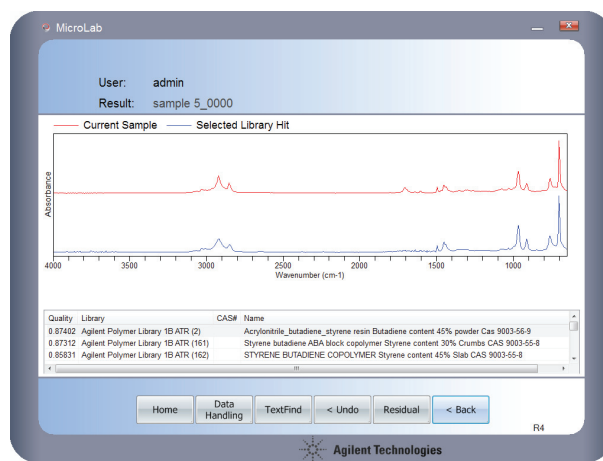 MicroLab
User: admin
Result: sample 5_0000
Current Sample Selected Library Hit
Absorbance
4000 3500 3000 2500 2000 1500 1000
Wavenumber (cm-1)
Quality Library CAS# Name
0.87402 Agilent Polymer Library 1B ATR (2) Acrylonitrile_butadiene_styrene resin Butadiene content 45% powder Cas 9003-56-9
0.87312 Agilent Polymer Library 1B ATR (161) Styrene butadiene ABA block copolymer Styrene content 30% Crumbs CAS 9003-55-8
0.85831 Agilent Polymer Library 1B ATR (162) STYRENE BUTADIENE COPOLYMER Styrene content 45% Slab CAS 9003-55-8
Home Data Handling TextFind < Undo Residual < Back
R4
Agilent Technologies